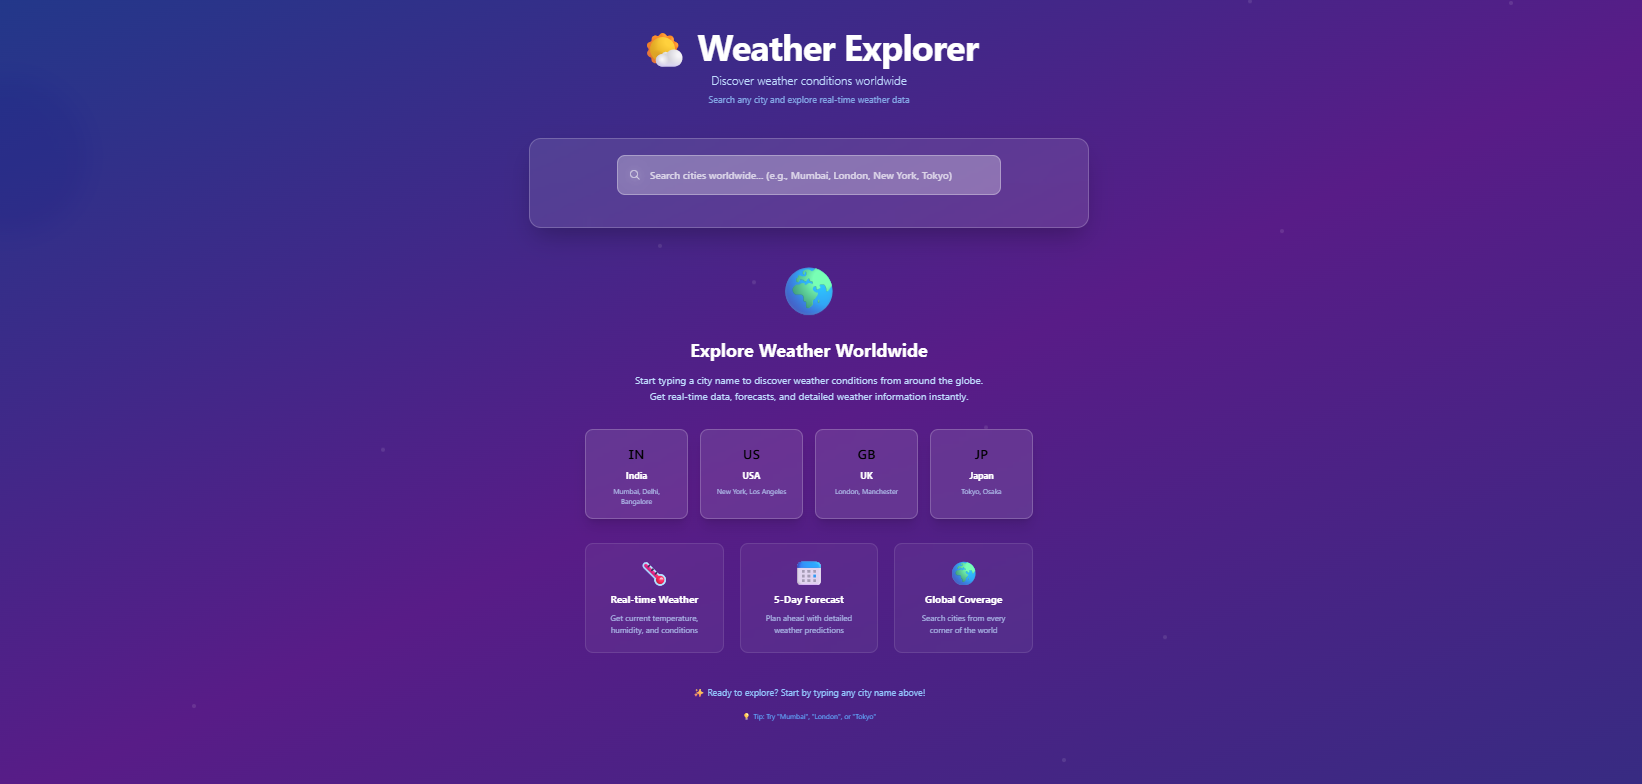 Weather Explorer
Discover weather conditions worldwide
Search any city and explore real-time weather data
Search cities worldwide... (e.g., Mumbai, London, New York, Tokyo)
Explore Weather Worldwide
Start typing a city name to discover weather conditions from around the globe.
Get real-time data, forecasts, and detailed weather information instantly.
IN
India
Mumbai, Delhi,
Bangalore
US
USA
New York, Los Angeles
GB
UK
London, Manchester
JP
Japan
Tokyo, Osaka
Real-time Weather
Get current temperature,
humidity, and conditions
5-Day Forecast
Plan ahead with detailed
weather predictions
Global Coverage
Search cities from every
corner of the world
✨ Ready to explore? Start by typing any city name above!
💡 Tip: Try "Mumbai", "London", or "Tokyo"